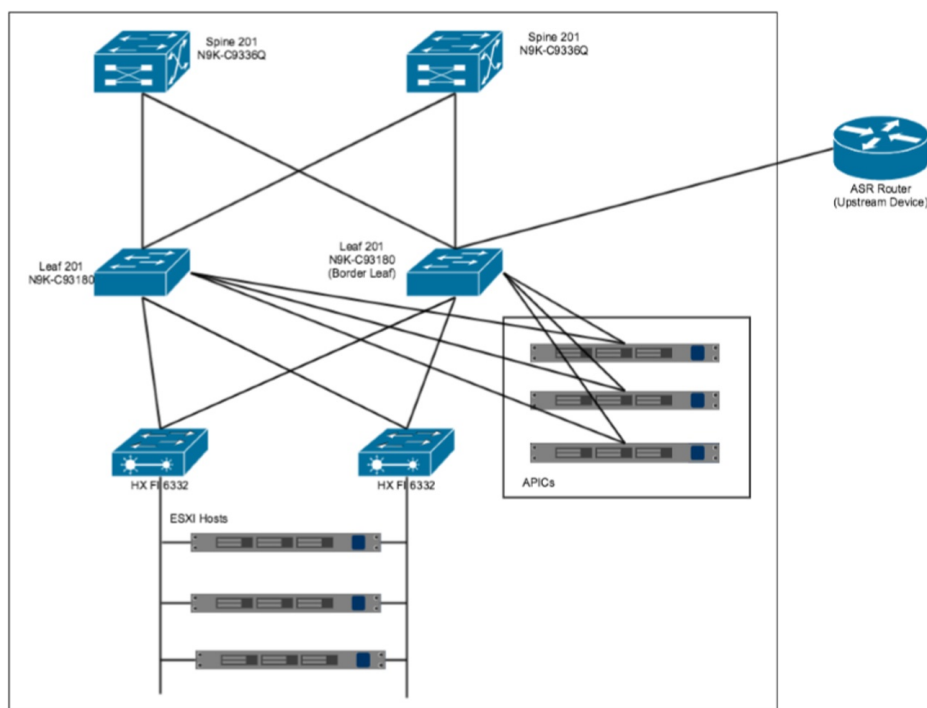 Spine 201
N9K-C9336Q
Spine 201
N9K-C9336Q
ASR Router
(Upstream Device)
Leaf 201
N9K-C93180
Leaf 201
N9K-C93180
(Border Leaf)
HX FI 6332
HX FI 6332
APICs
ESXI Hosts